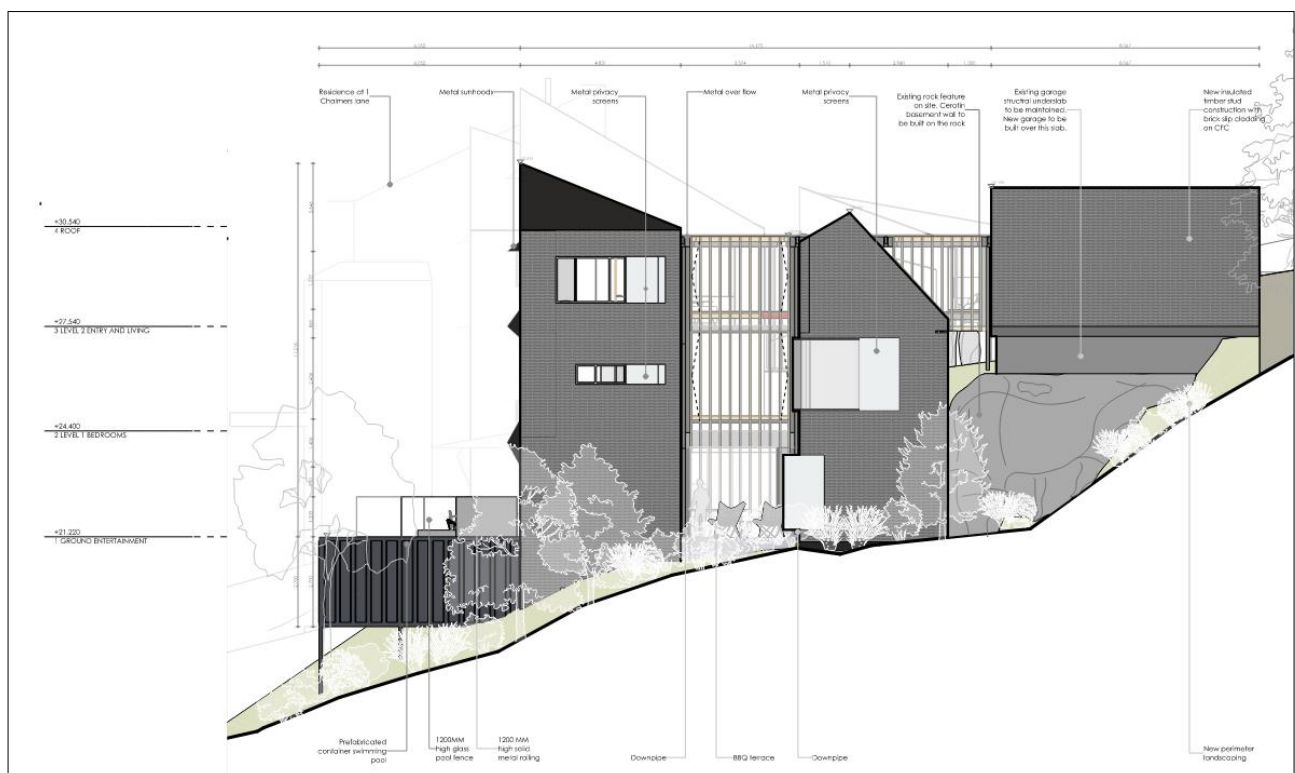 Residence at 1
Chalmers lane
Metal sunhoods
Metal privacy
screens
Metal over flow
Metal privacy
screens
Existing rock feature
on site. Ceratin
basement wall to
be built on the rock
Existing garage
structral underslab
to be maintained.
New garage to be
built over this slab.
New insulated
timber stud
construction with
brick slip cladding
on CFC
+30.540
4 ROOF
+27.540
3 LEVEL 2 ENTRY AND LIVING
+24.400
2 LEVEL 1 BEDROOMS
+21.220
1 GROUND ENTERTAINMENT
Prefabricated
container swimming
pool
1200MM
high glass
pool fence
1200 MM
high solid
metal railing
Downpipe
BBQ terrace
Downpipe
New perimeter
landscaping